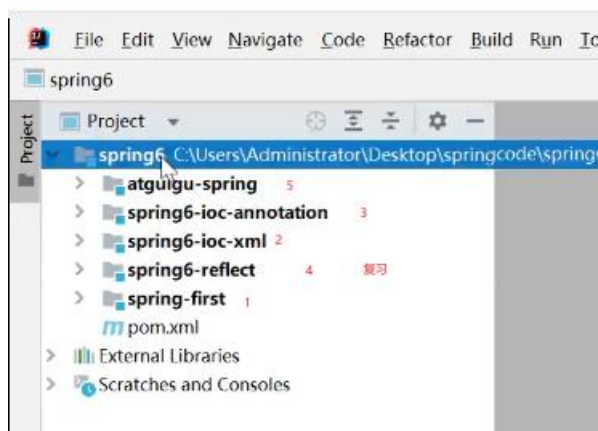 File Edit View Navigate Code Refactor Build Run To
spring6
Project
Project
spring6 C:\Users\Administrator\Desktop\springcode\spring
atguigu-spring 5
spring6-ioc-annotation 3
spring6-ioc-xml 2
spring6-reflect 4 复习
spring-first 1
m pom.xml
External Libraries
Scratches and Consoles